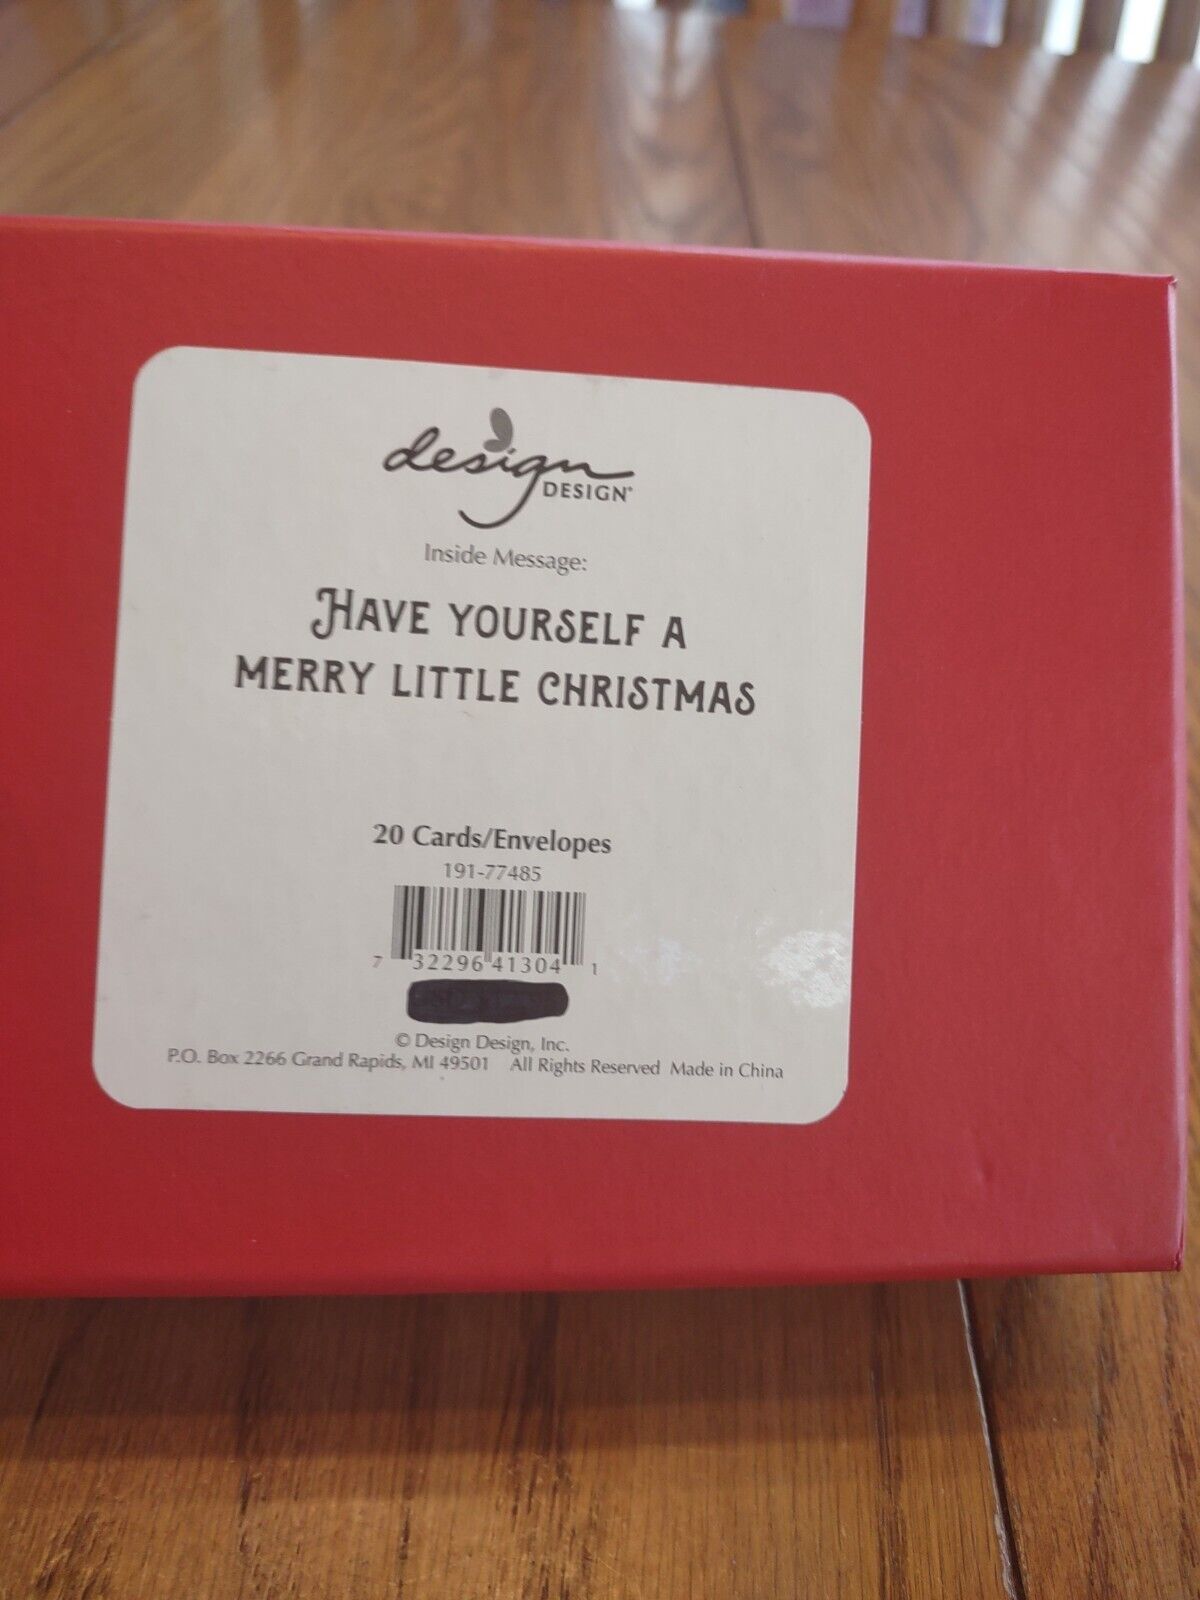 design
DESIGN®
Inside Message:
HAVE YOURSELF A
MERRY LITTLE CHRISTMAS
20 Cards/Envelopes
191-77485
7 32296 41304 1
© Design Design, Inc.
P.O. Box 2266 Grand Rapids, MI 49501 All Rights Reserved Made in China